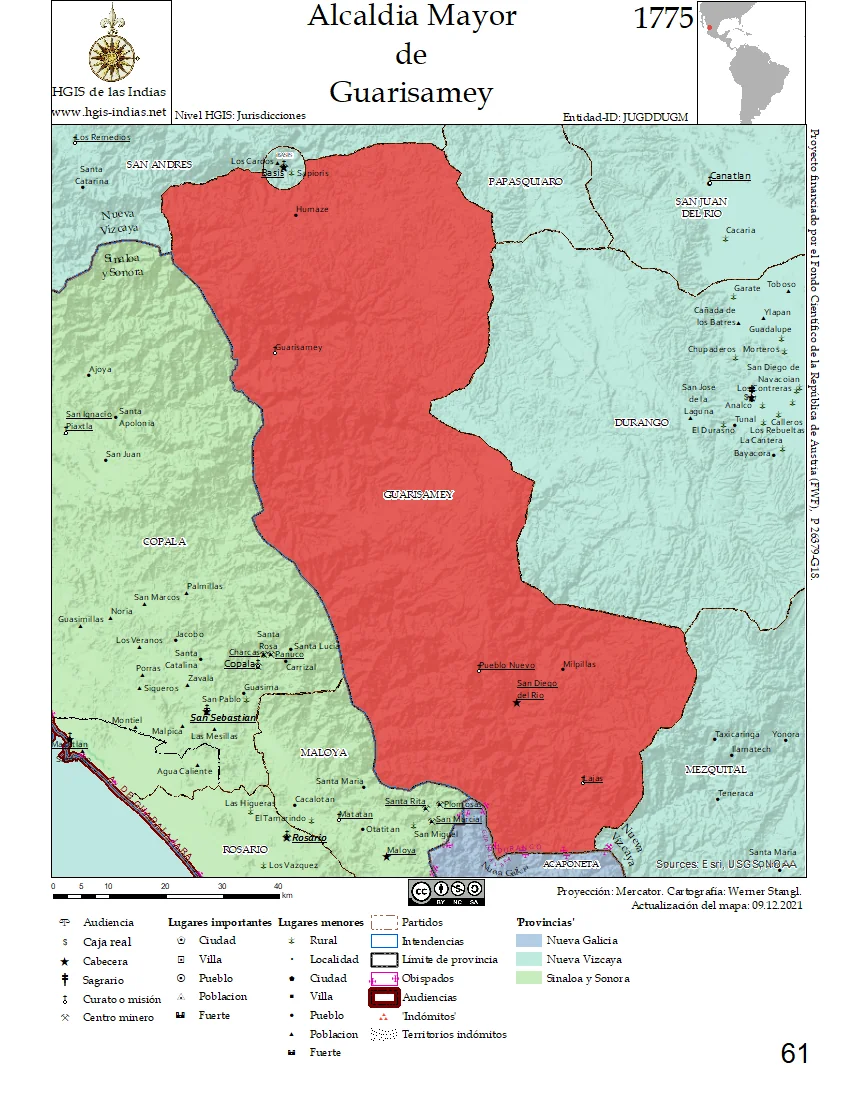 Alcaldia Mayor
de
Guarisamey
1775
HGIS de las Indias
www.hgis-indias.net
Nivel HGIS: Jurisdicciones
Entidad-ID: JUGDDUGM
Proyecto financiado por el Fondo Científico de la República de Austria (FWF), P 26379-G18.
Los Remedios
SAN ANDRES
Santa
Catarina
Los Cardos
BASIS
Basis
Sapioris
Humaze
PAPASQUIARO
Canatlan
SAN JUAN
DEL RIO
Cacaria
Nueva
Vizcaya
Sinaloa
y Sonora
Garate
Toboso
Cañada de
los Batres
Ylapan
Guadalupe
Chupaderos
Morteros
San Diego de
Navacoian
Los Contreras
San Jose
de la
Laguna
Analco
Tunal
Calleros
El Durasno
Los Rebueltas
La Cantera
Bayacora
DURANGO
Guarisamey
Ajoya
San Ignacio
Piaxtla
Santa
Apolonia
San Juan
GUARISAMEY
COPALA
Palmillas
San Marcos
Noria
Guasimillas
Los Veranos
Jacobo
Santa
Catalina
Santa
Rosa
Santa Lucia
Charcas
Panuco
Copala
Carrizal
Porras
Zavala
Siqueros
Guasima
San Pablo
San Sebastian
Montiel
Malpica
Las Mesillas
Agua Caliente
DE GUADALAJARA
Pueblo Nuevo
Milpillas
San Diego
del Rio
Taxicaringa
Yonora
Ilamatech
MEZQUITAL
Teneraca
Lajas
MALOYA
Santa Maria
Las Higueras
Cacalotan
El Tamarindo
Matatan
Otatitan
Rosario
ROSARIO
Los Vazquez
Santa Rita
Plomosas
San Marcial
San Miguel
Maloya
DURANGO
Nueva Galicia
ACAPONETA
Nueva
Vizcaya
Santa Maria
Sources: Esri, USGS, NOAA
0 5 10 20 30 40
km
CC BY NC SA
Proyección: Mercator. Cartografía: Werner Stangl.
Actualización del mapa: 09.12.2021
Audiencia
Caja real
Cabecera
Sagrario
Curato o misión
Centro minero
Lugares importantes
Ciudad
Villa
Pueblo
Poblacion
Fuerte
Lugares menores
Rural
Localidad
Ciudad
Villa
Pueblo
Poblacion
Fuerte
Partidos
Intendencias
Límite de provincia
Obispados
Audiencias
'Indómitos'
Territorios indómitos
'Provincias'
Nueva Galicia
Nueva Vizcaya
Sinaloa y Sonora
61